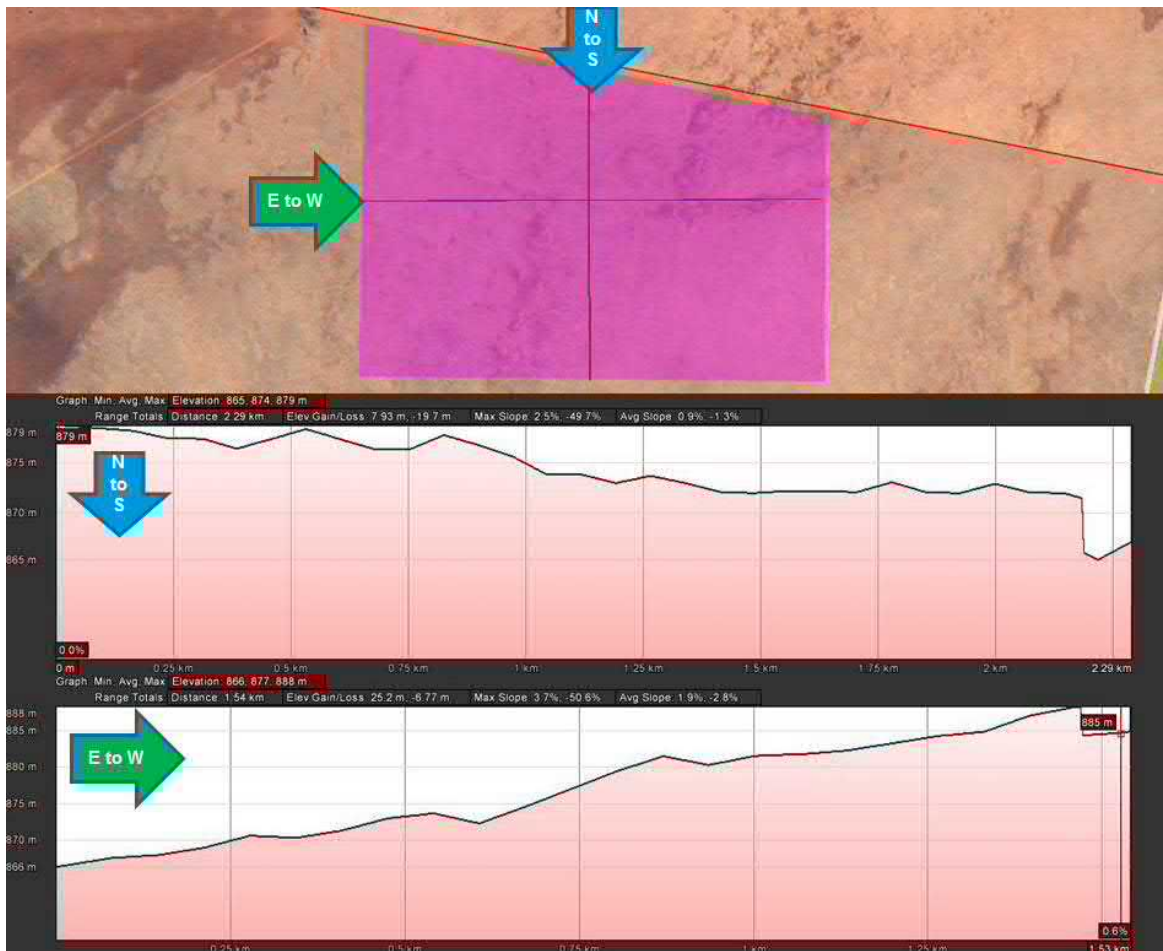 N
to
S
E to W
Graph: Min, Avg, Max Elevation: 865, 874, 879 m
Range Totals: Distance: 2.29 km Elev Gain/Loss: 7.93 m, -19.7 m Max Slope: 2.5%, -49.7% Avg Slope: 0.9%, -1.3%
879 m
879 m
875 m
870 m
865 m
N
to
S
0.0%
0 m 0.25 km 0.5 km 0.75 km 1 km 1.25 km 1.5 km 1.75 km 2 km 2.29 km
Graph: Min, Avg, Max Elevation: 866, 877, 888 m
Range Totals: Distance: 1.54 km Elev Gain/Loss: 25.2 m, -6.77 m Max Slope: 3.7%, -50.6% Avg Slope: 1.9%, -2.8%
888 m
885 m
885 m
880 m
875 m
870 m
866 m
E to W
0.6%
0.25 km 0.5 km 0.75 km 1 km 1.25 km 1.53 km